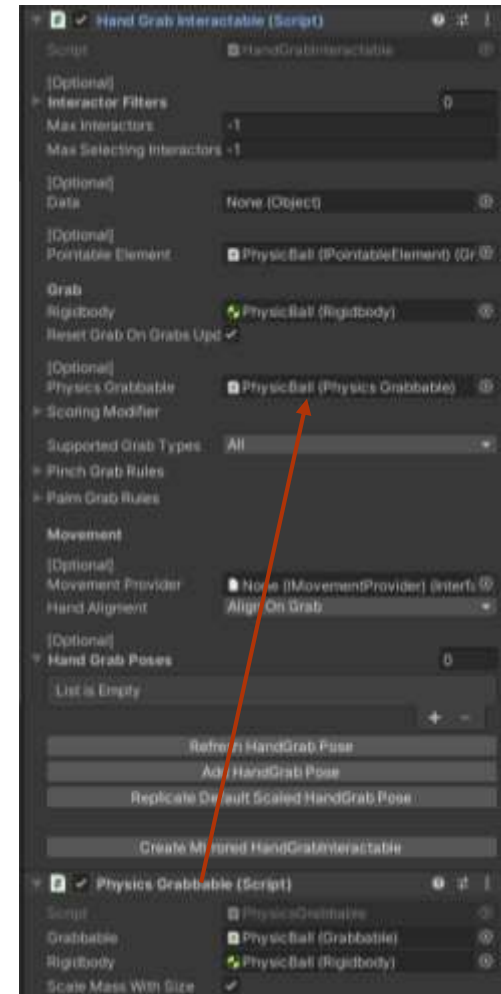 Hand Grab Interactable (Script)
Script HandGrabInteractable
[Optional]
Interactor Filters 0
Max Interactors -1
Max Selecting Interactors -1
[Optional]
Data None (Object)
[Optional]
Pointable Element PhysicBall (IPointableElement) (Gr
Grab
Rigidbody PhysicBall (Rigidbody)
Reset Grab On Grabs Upd
[Optional]
Physics Grabbable PhysicBall (Physics Grabbable)
Scoring Modifier
Supported Grab Types All
Pinch Grab Rules
Palm Grab Rules
Movement
[Optional]
Movement Provider None (IMovementProvider) (Interfa
Hand Aligment Align On Grab
[Optional]
Hand Grab Poses 0
List is Empty
+ -
Refresh HandGrab Pose
Add HandGrab Pose
Replicate Default Scaled HandGrab Pose
Create Mirrored HandGrabInteractable
Physics Grabbable (Script)
Script PhysicsGrabbable
Grabbable PhysicBall (Grabbable)
Rigidbody PhysicBall (Rigidbody)
Scale Mass With Size